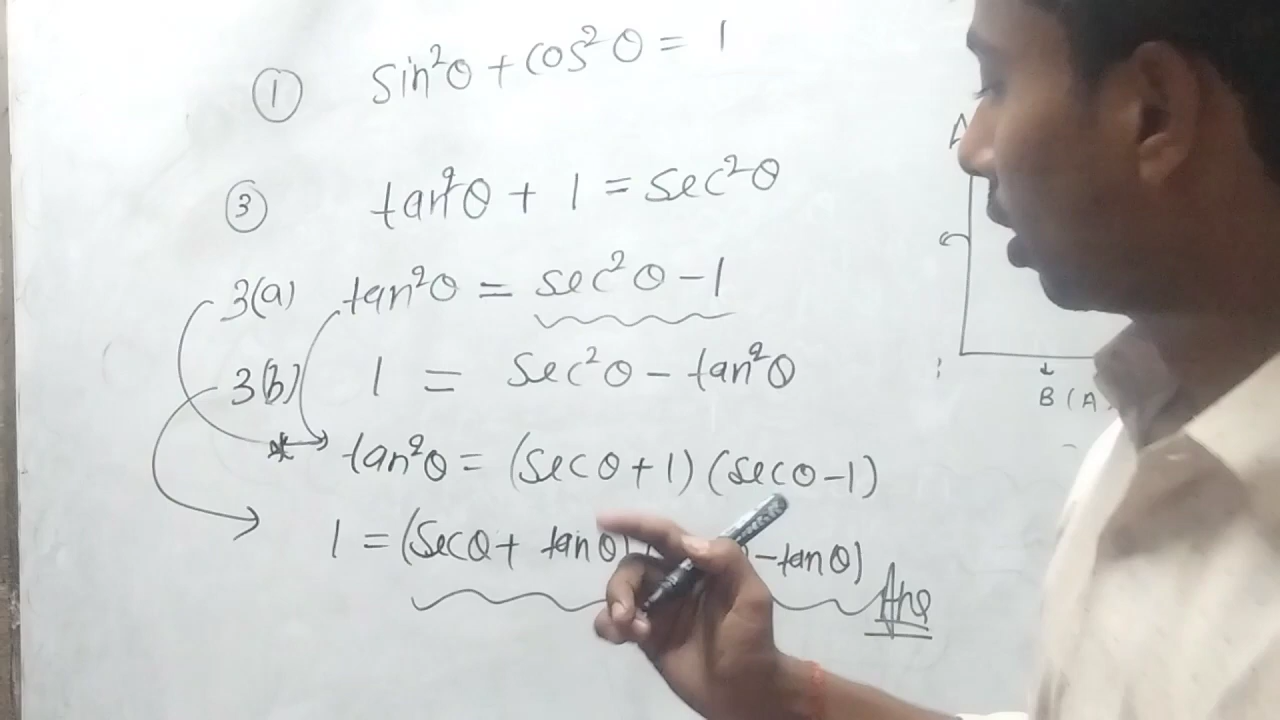 ① sin²θ + cos²θ = 1
③ tan²θ + 1 = sec²θ
3(a) tan²θ = sec²θ - 1
3(b) 1 = sec²θ - tan²θ
* tan²θ = (secθ + 1) (secθ - 1)
1 = (secθ + tanθ) ( - tanθ)
Ans
A
B (A